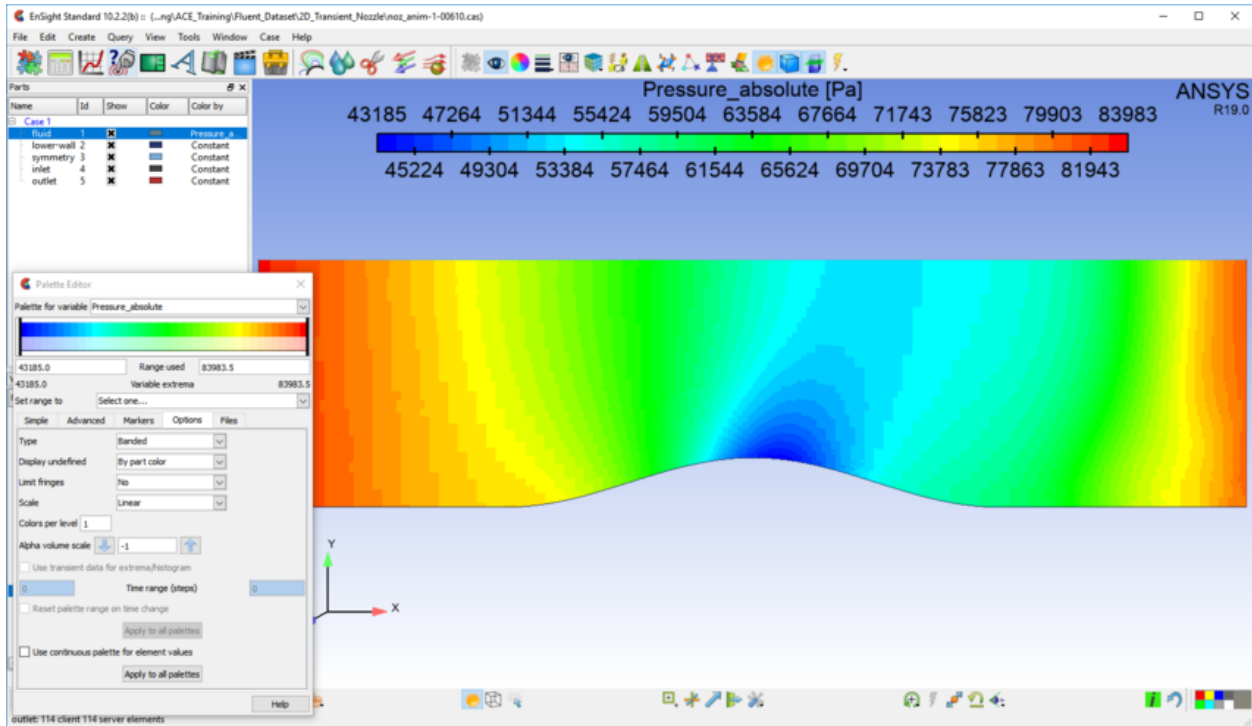 EnSight Standard 10.2.2(b) :: (...ng\ACE_Training\Fluent_Dataset\2D_Transient_Nozzle\noz_anim-1-00610.cas)
File Edit Create Query View Tools Window Case Help
Parts
Name Id Show Color Color by
Case 1
fluid 1 Pressure_a...
lower-wall 2 Constant
symmetry 3 Constant
inlet 4 Constant
outlet 5 Constant
Pressure_absolute [Pa]
43185 47264 51344 55424 59504 63584 67664 71743 75823 79903 83983
45224 49304 53384 57464 61544 65624 69704 73783 77863 81943
ANSYS
R19.0
Palette Editor
Palette for variable Pressure_absolute
43185.0 Range used 83983.5
43185.0 Variable extrema 83983.5
Set range to Select one...
Simple Advanced Markers Options Files
Type Banded
Display undefined By part color
Limit fringes No
Scale Linear
Colors per level 1
Alpha volume scale -1
Use transient data for extrema/histogram
0 Time range (steps) 0
Reset palette range on time change
Apply to all palettes
Use continuous palette for element values
Apply to all palettes
Help
Y
X
outlet: 114 client 114 server elements